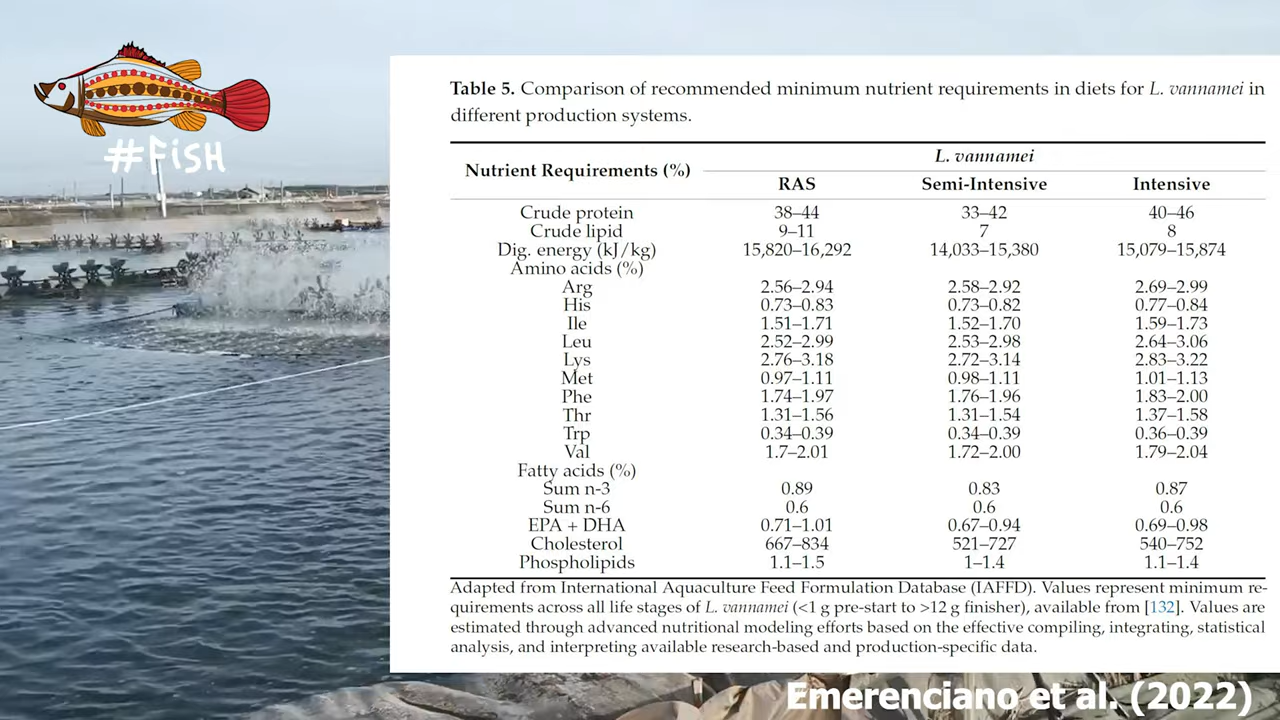 #FiSH
Table 5. Comparison of recommended minimum nutrient requirements in diets for L. vannamei in
different production systems.
Nutrient Requirements (%) L. vannamei
RAS Semi-Intensive Intensive
Crude protein 38–44 33–42 40–46
Crude lipid 9–11 7 8
Dig. energy (kJ/kg) 15,820–16,292 14,033–15,380 15,079–15,874
Amino acids (%)
Arg 2.56–2.94 2.58–2.92 2.69–2.99
His 0.73–0.83 0.73–0.82 0.77–0.84
Ile 1.51–1.71 1.52–1.70 1.59–1.73
Leu 2.52–2.99 2.53–2.98 2.64–3.06
Lys 2.76–3.18 2.72–3.14 2.83–3.22
Met 0.97–1.11 0.98–1.11 1.01–1.13
Phe 1.74–1.97 1.76–1.96 1.83–2.00
Thr 1.31–1.56 1.31–1.54 1.37–1.58
Trp 0.34–0.39 0.34–0.39 0.36–0.39
Val 1.7–2.01 1.72–2.00 1.79–2.04
Fatty acids (%)
Sum n-3 0.89 0.83 0.87
Sum n-6 0.6 0.6 0.6
EPA + DHA 0.71–1.01 0.67–0.94 0.69–0.98
Cholesterol 667–834 521–727 540–752
Phospholipids 1.1–1.5 1–1.4 1.1–1.4
Adapted from International Aquaculture Feed Formulation Database (IAFFD). Values represent minimum re-
quirements across all life stages of L. vannamei (<1 g pre-start to >12 g finisher), available from [132]. Values are
estimated through advanced nutritional modeling efforts based on the effective compiling, integrating, statistical
analysis, and interpreting available research-based and production-specific data.
Emerenciano et al. (2022)